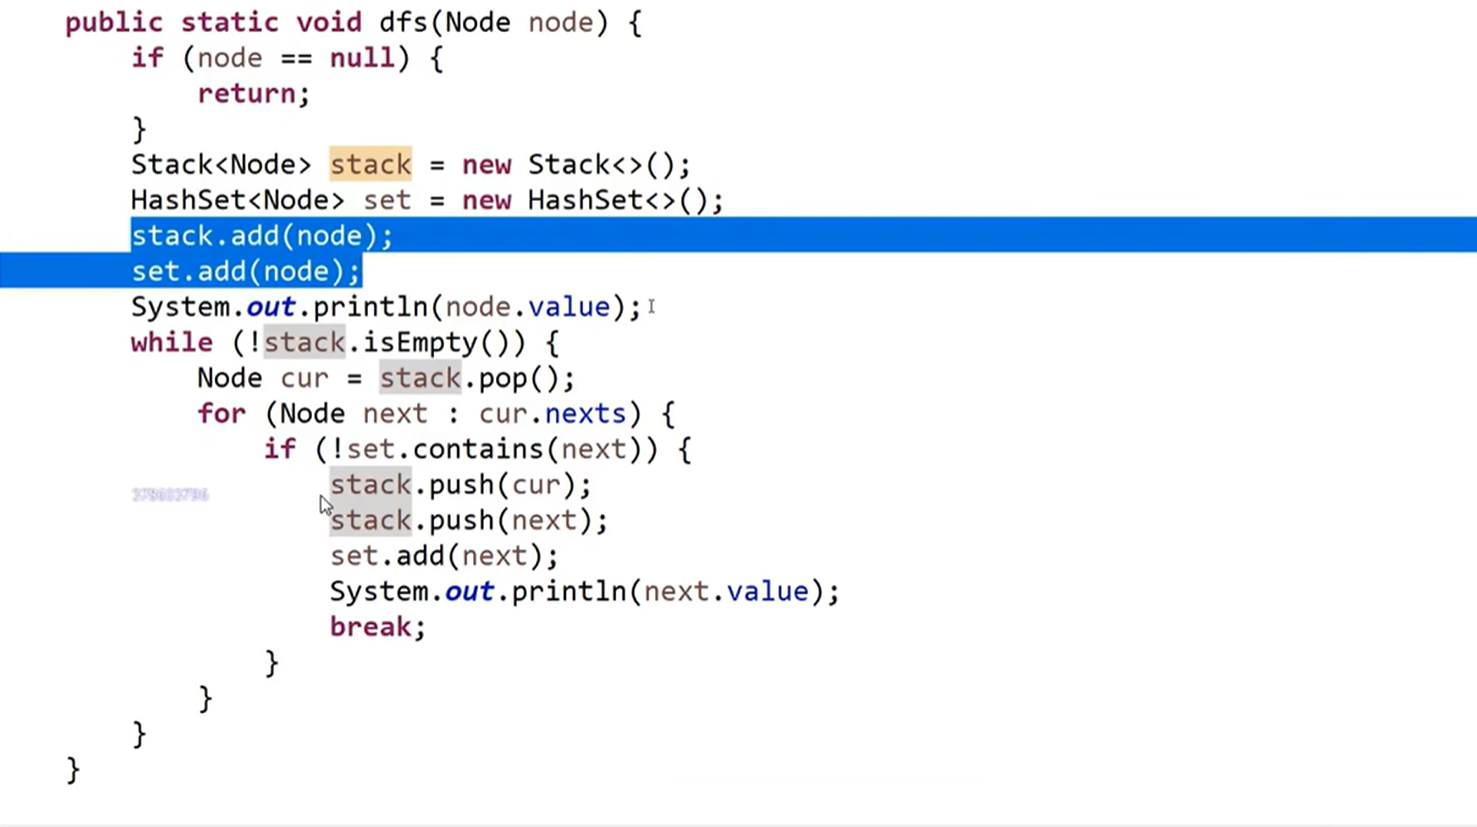 public static void dfs(Node node) {
if (node == null) {
return;
}
Stack<Node> stack = new Stack<>();
HashSet<Node> set = new HashSet<>();
stack.add(node);
set.add(node);
System.out.println(node.value);
while (!stack.isEmpty()) {
Node cur = stack.pop();
for (Node next : cur.nexts) {
if (!set.contains(next)) {
stack.push(cur);
stack.push(next);
set.add(next);
System.out.println(next.value);
break;
}
}
}
}